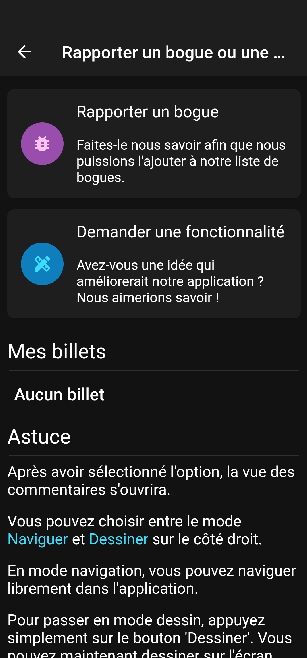 Rapporter un bogue ou une ...
Rapporter un bogue
Faites-le nous savoir afin que nous
puissions l'ajouter à notre liste de
bogues.
Demander une fonctionnalité
Avez-vous une idée qui
améliorerait notre application ?
Nous aimerions savoir !
Mes billets
Aucun billet
Astuce
Après avoir sélectionné l'option, la vue des
commentaires s'ouvrira.
Vous pouvez choisir entre le mode
Naviguer et Dessiner sur le côté droit.
En mode navigation, vous pouvez naviguer
librement dans l'application.
Pour passer en mode dessin, appuyez
simplement sur le bouton 'Dessiner'. Vous
pouvez maintenant dessiner sur l'écran